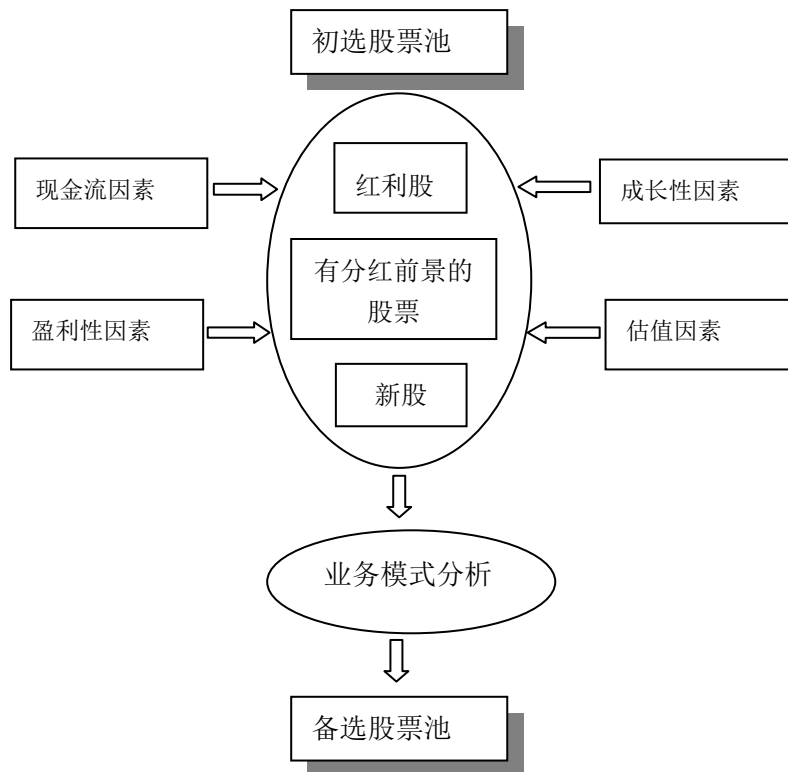 初选股票池
红利股
现金流因素
成长性因素
有分红前景的
股票
盈利性因素
估值因素
新股
业务模式分析
备选股票池